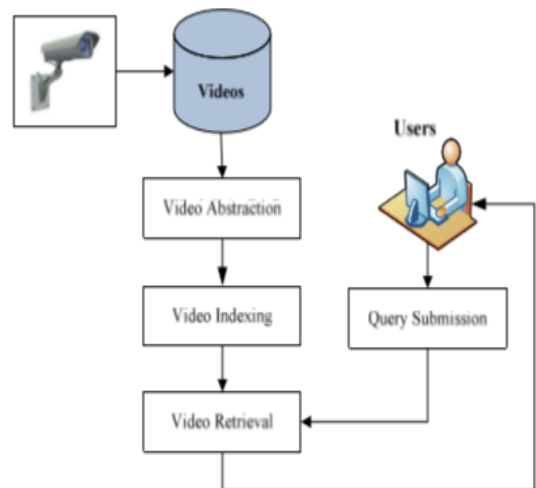 Videos
Users
Video Abstraction
Video Indexing
Query Submission
Video Retrieval